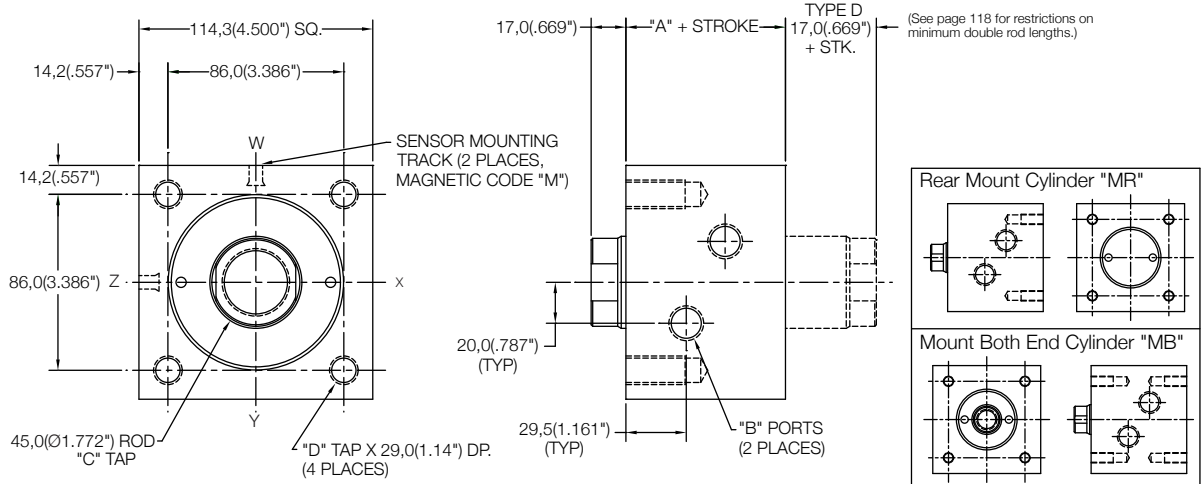 114,3(4.500") SQ.
14,2(.557")
86,0(3.386")
W
SENSOR MOUNTING
TRACK (2 PLACES,
MAGNETIC CODE "M")
14,2(.557")
86,0(3.386")
Z
X
Y
45,0(Ø1.772") ROD
"C" TAP
"D" TAP X 29,0(1.14") DP.
(4 PLACES)
17,0(.669")
"A" + STROKE
TYPE D
17,0(.669")
+ STK.
(See page 118 for restrictions on
minimum double rod lengths.)
20,0(.787")
(TYP)
29,5(1.161")
(TYP)
"B" PORTS
(2 PLACES)
Rear Mount Cylinder "MR"
Mount Both End Cylinder "MB"